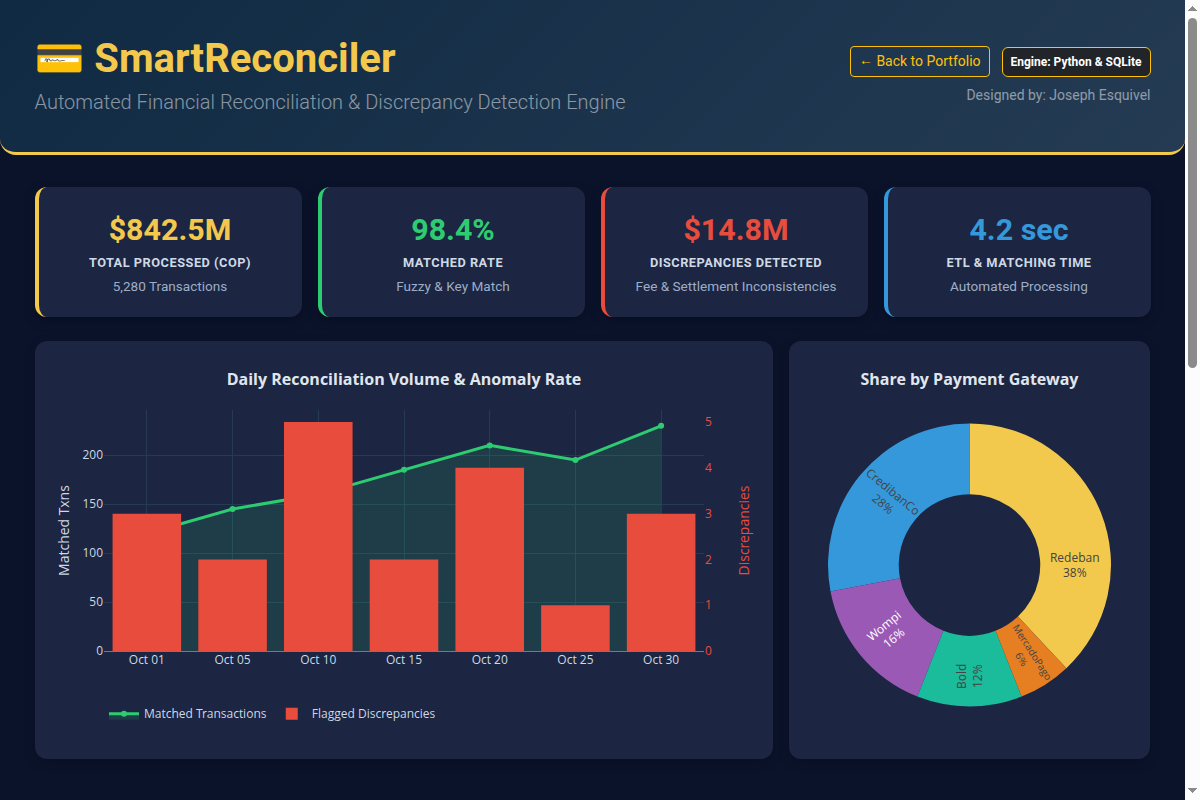 SmartReconciler
← Back to Portfolio
Engine: Python & SQLite
Automated Financial Reconciliation & Discrepancy Detection Engine
Designed by: Joseph Esquivel
$842.5M
TOTAL PROCESSED (COP)
5,280 Transactions
98.4%
MATCHED RATE
Fuzzy & Key Match
$14.8M
DISCREPANCIES DETECTED
Fee & Settlement Inconsistencies
4.2 sec
ETL & MATCHING TIME
Automated Processing
Daily Reconciliation Volume & Anomaly Rate
Matched Txns
200
150
100
50
0
5
4
3
2
1
0
Discrepancies
Oct 01
Oct 05
Oct 10
Oct 15
Oct 20
Oct 25
Oct 30
Matched Transactions
Flagged Discrepancies
Share by Payment Gateway
Redeban
38%
CredibanCo
28%
Wompi
16%
Bold
12%
MercadoPago
6%